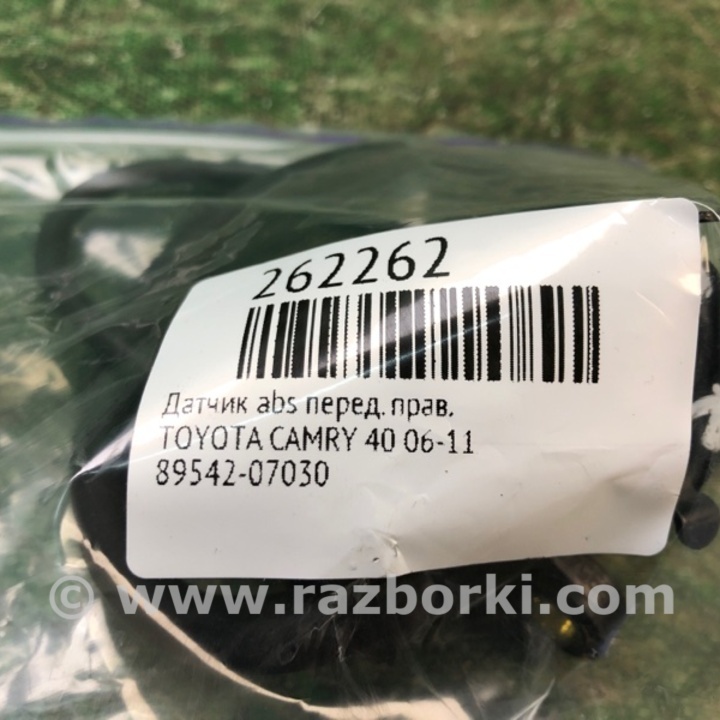 262262
Датчик abs перед. прав.
TOYOTA CAMRY 40 06-11
89542-07030
© www.razborki.com